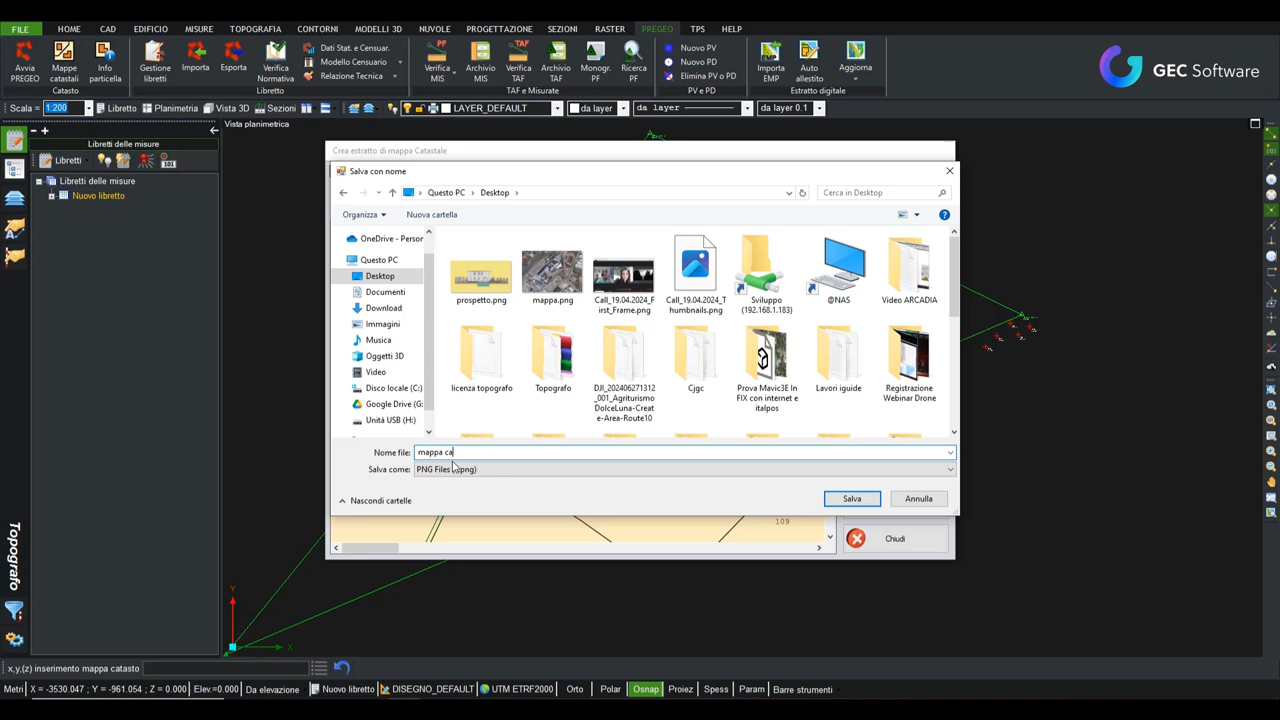 FILE HOME CAD EDIFICIO MISURE TOPOGRAFIA CONTORNI MODELLI 3D NUVOLE PROGETTAZIONE SEZIONI RASTER PREGEO TPS HELP
Avvia PREGEO
Mappe catastali
Info particella
Catasto
Gestione libretti
Importa
Esporta
Verifica Normativa
Dati Stat. e Censuar.
Modello Censuario
Relazione Tecnica
Libretto
Verifica MIS
Archivio MIS
Verifica TAF
Archivio TAF
Monogr. PF
Ricerca PF
TAF e Misurate
Nuovo PV
Nuovo PD
Elimina PV o PD
PV e PD
Importa EMP
Auto allestito
Aggiorna
Estratto digitale
GEC Software
Scala = 1:200 Libretto Planimetria Vista 3D Sezioni LAYER_DEFAULT da layer da layer da layer 0.1
Vista planimetrica
Libretti delle misure
Libretti
Libretti delle misure
Nuovo libretto
Crea estratto di mappa Catastale
Salva con nome
Questo PC Desktop
Cerca in Desktop
Organizza Nuova cartella
OneDrive - Person
Questo PC
Desktop
Documenti
Download
Immagini
Musica
Oggetti 3D
Video
Disco locale (C:)
Google Drive (G:
Unità USB (H:)
prospetto.png
mappa.png
Call_19.04.2024_First_Frame.png
Call_19.04.2024_Thumbnails.png
Sviluppo (192.168.1.183)
@NAS
Video ARCADIA
licenza topografo
Topografo
DJI_202406271312_001_AgriturismoDolceLuna-Create-Area-Route10
Cjgc
Prova Mavic3E In FIX con internet e italpos
Lavori iguide
Registrazione Webinar Drone
Nome file: mappa ca
Salva come: PNG Files (*.png)
Nascondi cartelle
Salva
Annulla
109
Chiudi
Topografo
Y
X
x,y,(z) inserimento mappa catasto
Metri X = -3530.047 ; Y = -961.054 ; Z = 0.000 Elev.=0.000 Da elevazione Nuovo libretto DISEGNO_DEFAULT UTM ETRF2000 Orto Polar Osnap Proiez Spess Param Barre strumenti